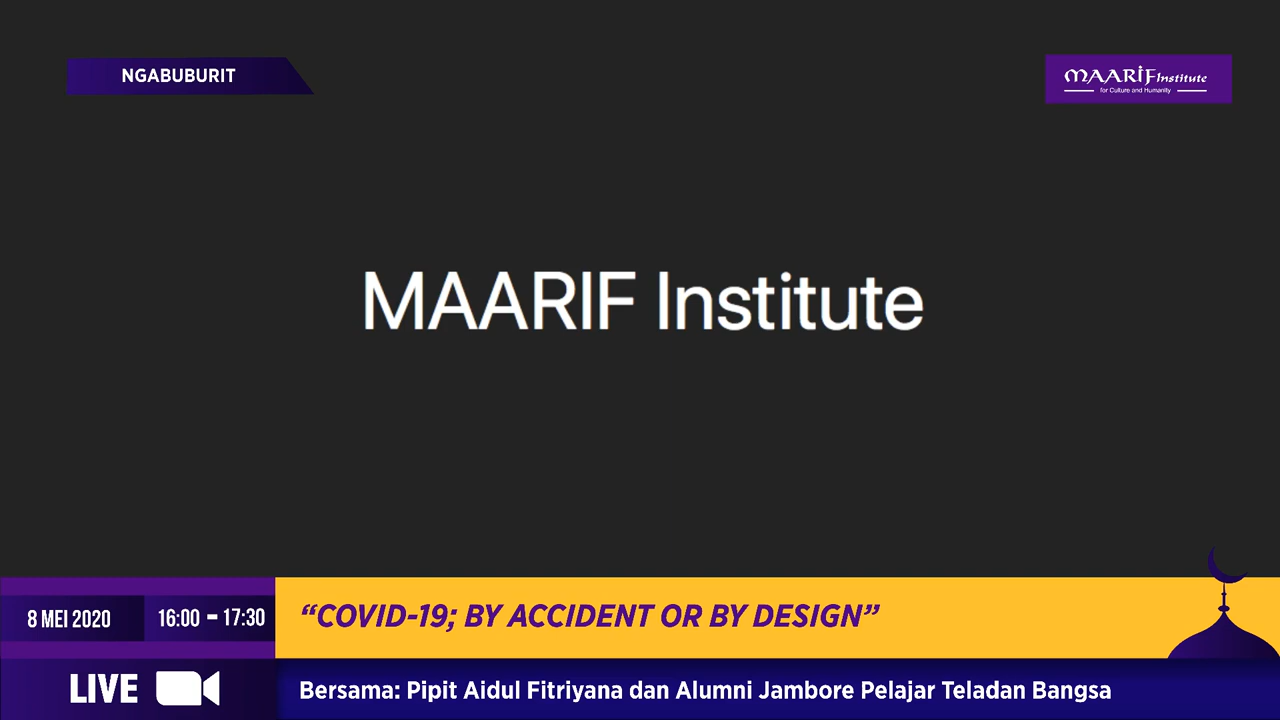 NGABUBURIT
MAARIF Institute
for Culture and Humanity
MAARIF Institute
8 MEI 2020
16:00 - 17:30
“COVID-19; BY ACCIDENT OR BY DESIGN”
LIVE
Bersama: Pipit Aidul Fitriyana dan Alumni Jambore Pelajar Teladan Bangsa